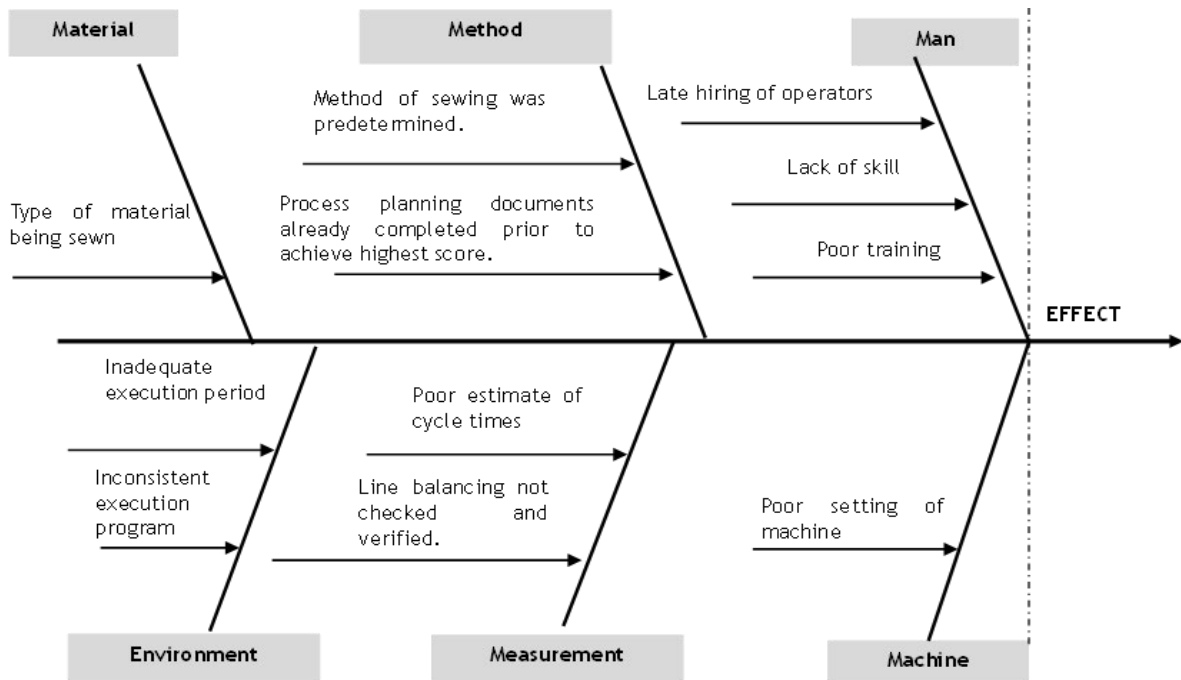 Material
Method
Man
Method of sewing was
predetermined.
Late hiring of operators
Lack of skill
Type of material
being sewn
Process planning documents
already completed prior to
achieve highest score.
Poor training
EFFECT
Inadequate
execution period
Poor estimate of
cycle times
Inconsistent
execution
program
Line balancing not
checked and
verified.
Poor setting of
machine
Environment
Measurement
Machine